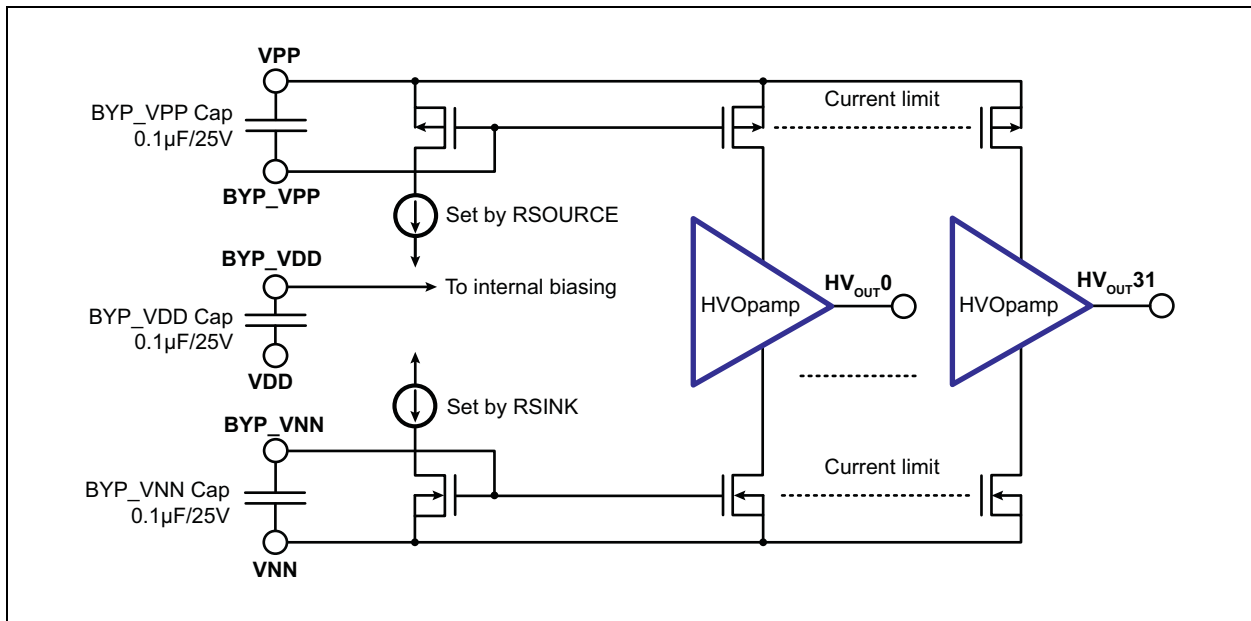 VPP
BYP_VPP Cap
0.1µF/25V
BYP_VPP
Current limit
Set by RSOURCE
BYP_VDD
To internal biasing
BYP_VDD Cap
0.1µF/25V
VDD
HVOpamp
HVOUT0
HVOpamp
HVOUT31
Set by RSINK
BYP_VNN
BYP_VNN Cap
0.1µF/25V
Current limit
VNN